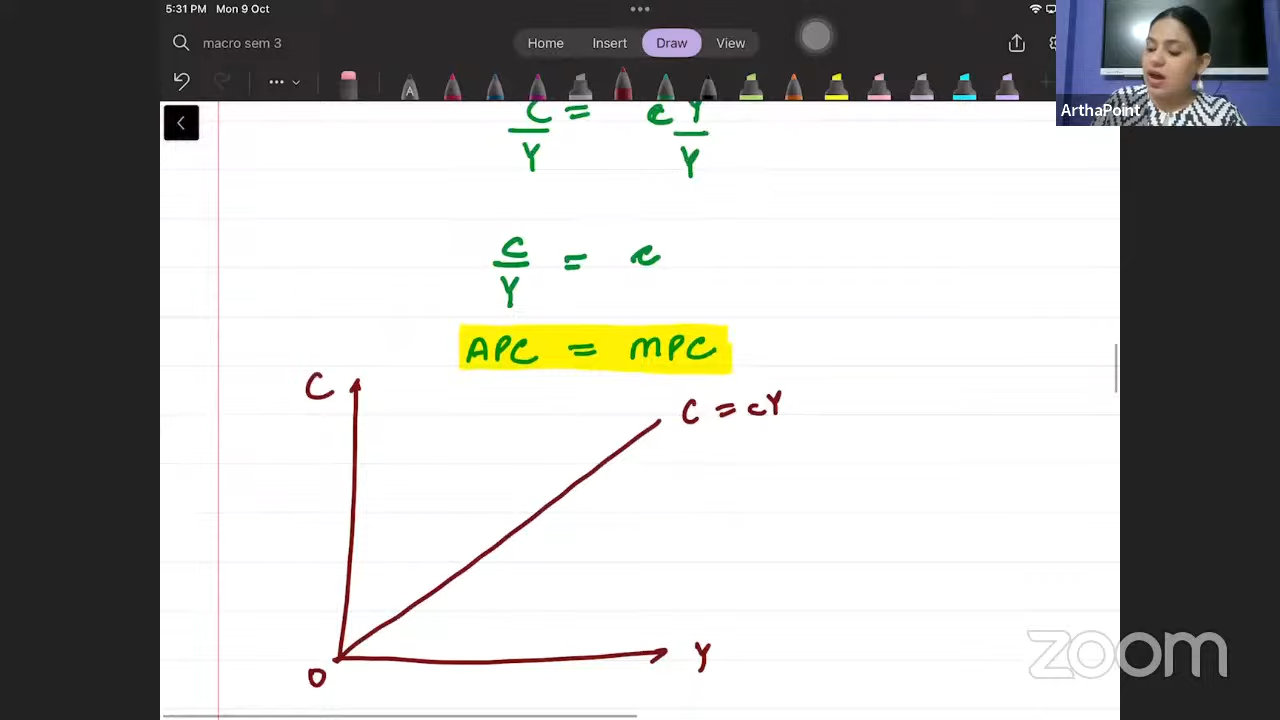 5:31 PM Mon 9 Oct
macro sem 3
Home Insert Draw View
ArthaPoint
A
C = cY
Y Y
C = c
Y
APC = MPC
C
C = cY
O
Y
zoom